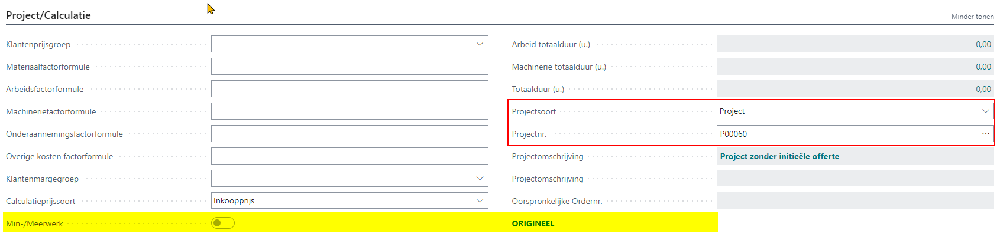 Project/Calculatie
Minder tonen
Klantenprijsgroep
Materiaalfactorformule
Arbeidsfactorformule
Machineriefactorformule
Onderaannemingsfactorformule
Overige kosten factorformule
Klantenmargegroep
Calculatieprijssoort Inkoopprijs
Min-/Meerwerk
Arbeid totaalduur (u.) 0,00
Machinerie totaalduur (u.) 0,00
Totaalduur (u.) 0,00
Projectsoort Project
Projectnr. P00060 ...
Projectomschrijving Project zonder initieële offerte
Projectomschrijving
Oorspronkelijke Ordernr.
ORIGINEEL